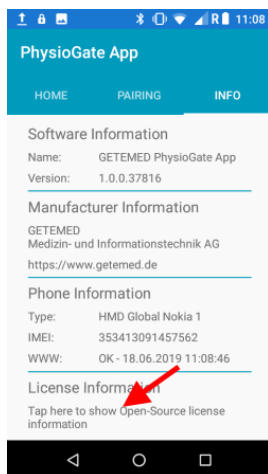 R 11:08
PhysioGate App
HOME PAIRING INFO
Software Information
Name: GETEMED PhysioGate App
Version: 1.0.0.37816
Manufacturer Information
GETEMED
Medizin- und Informationstechnik AG
https://www.getemed.de
Phone Information
Type: HMD Global Nokia 1
IMEI: 353413091457562
WWW: OK - 18.06.2019 11:08:46
License Information
Tap here to show Open-Source license
information